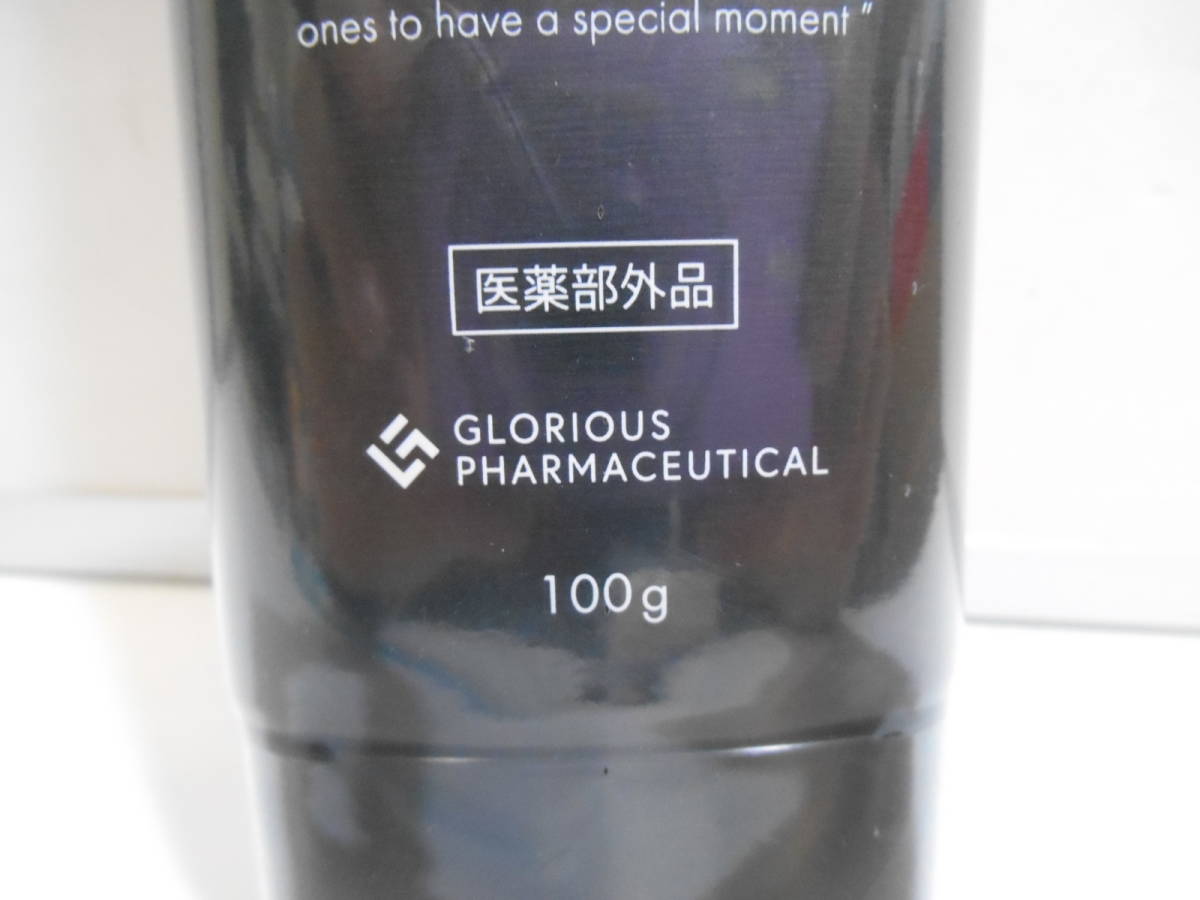 ones to have a special moment"
医薬部外品
GLORIOUS
PHARMACEUTICAL
100g